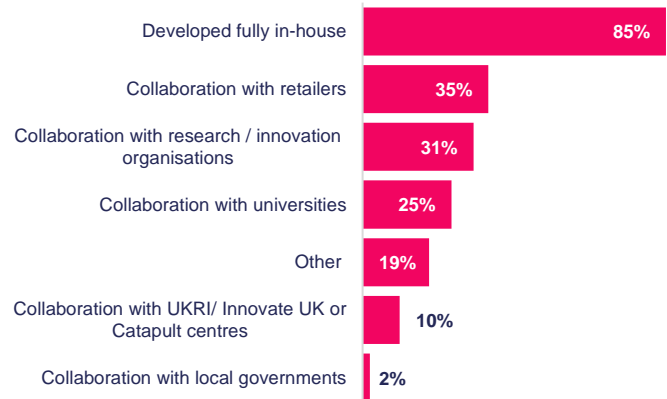 Developed fully in-house
85%
Collaboration with retailers
35%
Collaboration with research / innovation
organisations
31%
Collaboration with universities
25%
Other
19%
Collaboration with UKRI/ Innovate UK or
Catapult centres
10%
Collaboration with local governments
2%